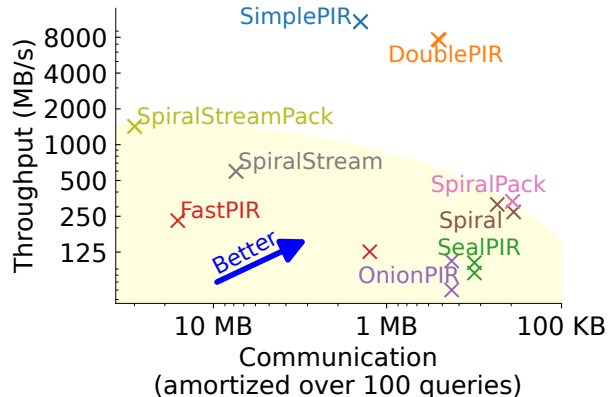 SimplePIR
DoublePIR
SpiralStreamPack
SpiralStream
SpiralPack
FastPIR
Spiral
Better
SealPIR
OnionPIR
Throughput (MB/s)
8000
4000
2000
1000
500
250
125
10 MB
1 MB
100 KB
Communication
(amortized over 100 queries)